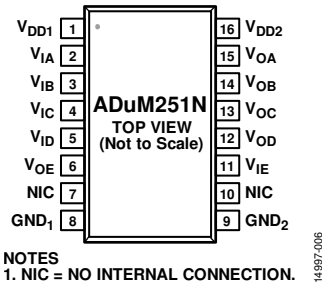 VDD1 1 16 VDD2
VIA 2 15 VOA
VIB 3 14 VOB
VIC 4 ADuM251N 13 VOC
TOP VIEW
(Not to Scale)
VID 5 12 VOD
VOE 6 11 VIE
NIC 7 10 NIC
GND1 8 9 GND2
NOTES
1. NIC = NO INTERNAL CONNECTION.
14997-006